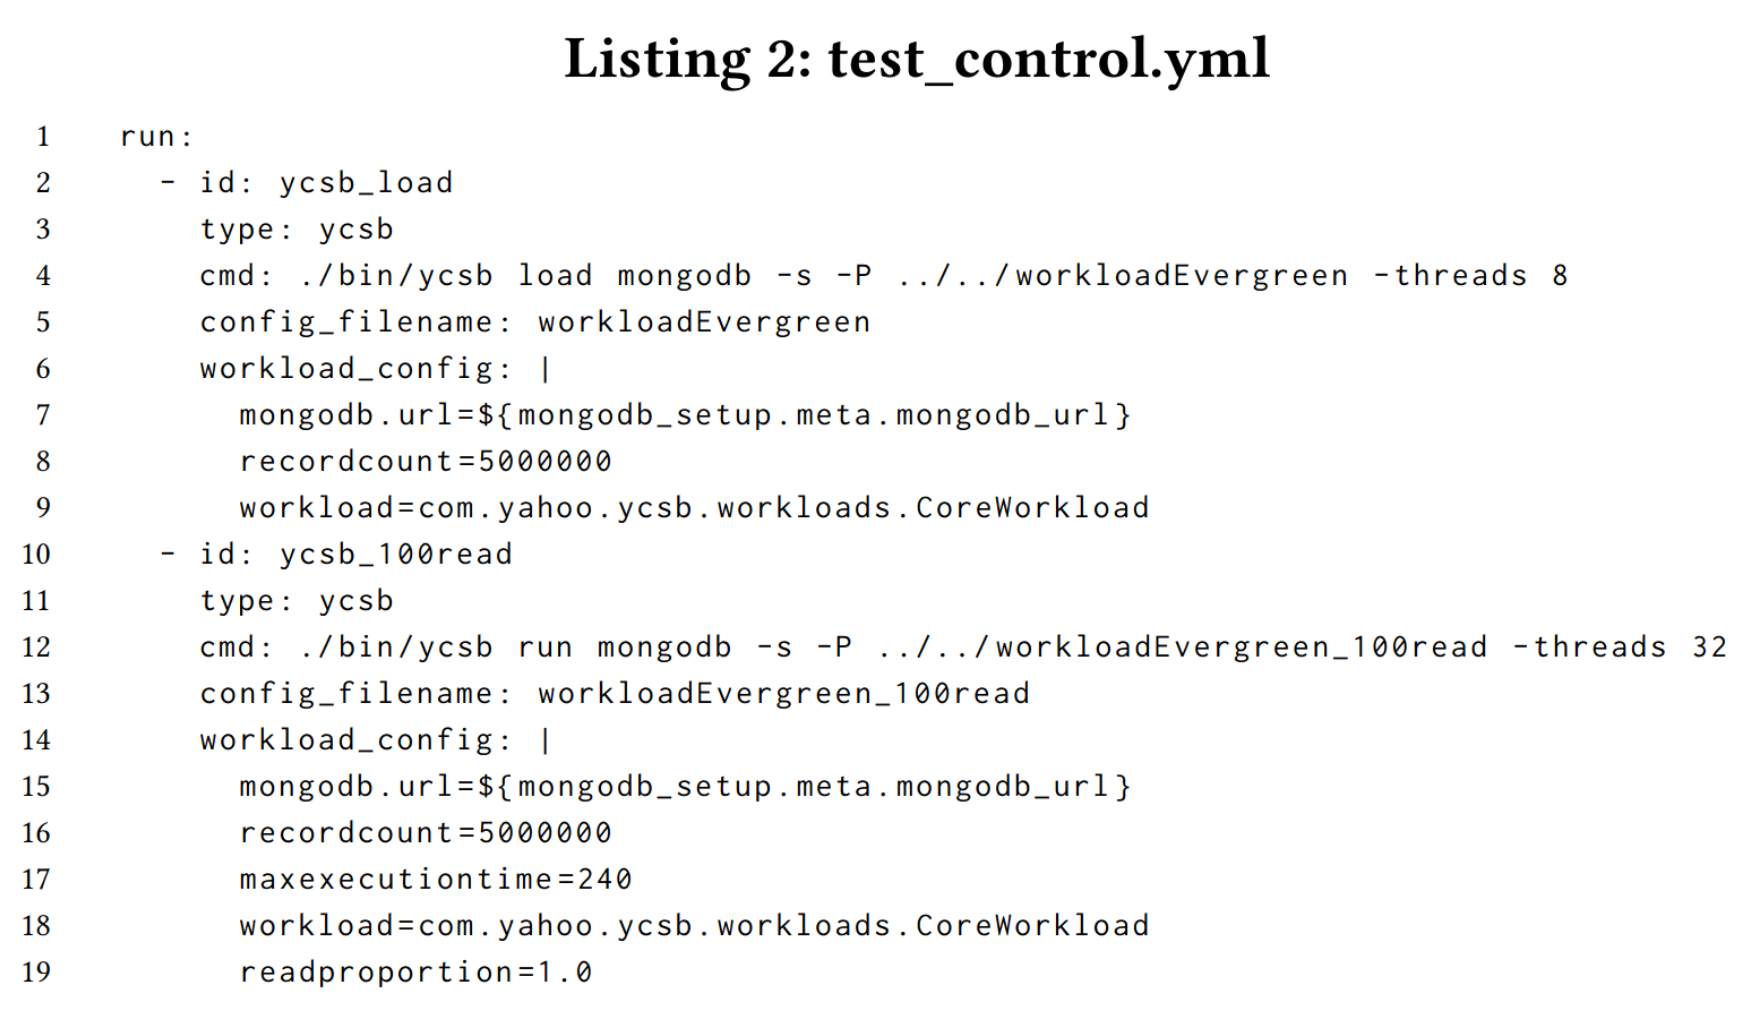 Listing 2: test_control.yml
1 run:
2 - id: ycsb_load
3 type: ycsb
4 cmd: ./bin/ycsb load mongodb -s -P ../../workloadEvergreen -threads 8
5 config_filename: workloadEvergreen
6 workload_config: |
7 mongodb.url=${mongodb_setup.meta.mongodb_url}
8 recordcount=5000000
9 workload=com.yahoo.ycsb.workloads.CoreWorkload
10 - id: ycsb_100read
11 type: ycsb
12 cmd: ./bin/ycsb run mongodb -s -P ../../workloadEvergreen_100read -threads 32
13 config_filename: workloadEvergreen_100read
14 workload_config: |
15 mongodb.url=${mongodb_setup.meta.mongodb_url}
16 recordcount=5000000
17 maxexecutiontime=240
18 workload=com.yahoo.ycsb.workloads.CoreWorkload
19 readproportion=1.0